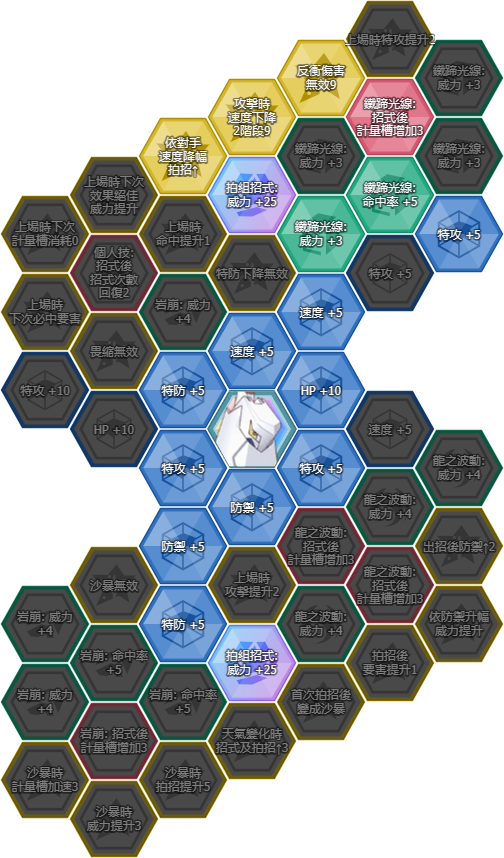 上場時特攻提升2
反衡傷害
無效9
鐵蹄光線:
威力 +3
攻擊時
速度下降
2階段9
鐵蹄光線:
招式後
計量槽增加3
依對手
速度降幅
拍招↑
鐵蹄光線:
威力 +3
鐵蹄光線:
威力 +3
上場時下次
效果絕佳
威力提升
拍組招式:
威力 +25
鐵蹄光線:
命中率 +5
上場時下次
計量槽消耗0
上場時
命中提升1
鐵蹄光線:
威力 +3
特攻 +5
個人技:
招式後
招式次數
回復2
特防下降無效
特攻 +5
上場時
下次必中要害
岩崩: 威力
+4
速度 +5
畏縮無效
速度 +5
特攻 +10
特防 +5
HP +10
HP +10
速度 +5
特攻 +5
特攻 +5
龍之波動:
威力 +4
防禦 +5
龍之波動:
威力 +4
防禦 +5
龍之波動:
招式後
計量槽增加3
出招後防禦↑2
沙暴無效
上場時
攻擊提升2
龍之波動:
招式後
計量槽增加3
岩崩: 威力
+4
特防 +5
龍之波動:
威力 +4
依防禦升幅
威力提升
岩崩: 命中率
+5
拍組招式:
威力 +25
拍招後
要害提升1
岩崩: 威力
+4
岩崩: 命中率
+5
首次拍招後
變成沙暴
岩崩: 招式後
計量槽增加3
天氣變化時
招式及拍招↑3
沙暴時
計量槽加速3
沙暴時
拍招提升5
沙暴時
威力提升3